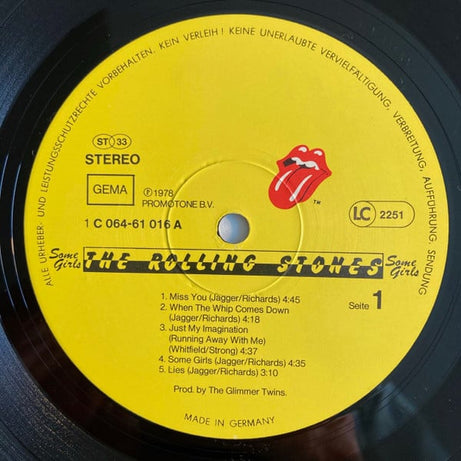 ALLE URHEBER- UND LEISTUNGSSCHUTZRECHTE VORBEHALTEN. KEIN VERLEIH! KEINE UNERLAUBTE VERVIELFÄLTIGUNG, VERBREITUNG, AUFFÜHRUNG, SENDUNG
ST 33
STEREO
GEMA
℗ 1978
PROMOTONE B.V.
1 C 064-61 016 A
TM
LC 2251
Some Girls
THE ROLLING STONES
Some Girls
1. Miss You (Jagger/Richards) 4:45
2. When The Whip Comes Down
(Jagger/Richards) 4:18
3. Just My Imagination
(Running Away With Me)
(Whitfield/Strong) 4:37
4. Some Girls (Jagger/Richards) 4:35
5. Lies (Jagger/Richards) 3:10
Seite 1
Prod. by The Glimmer Twins.
MADE IN GERMANY